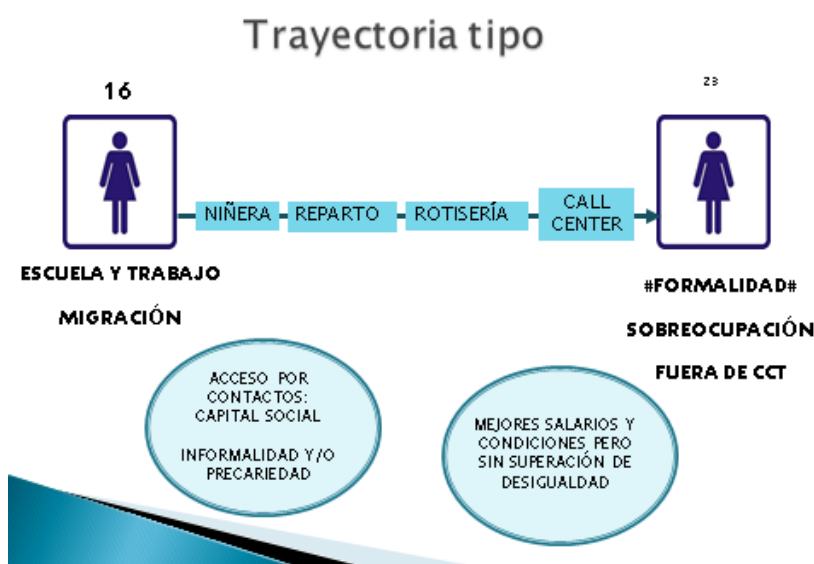 Trayectoria tipo
16
23
NIÑERA
REPARTO
ROTISERÍA
CALL
CENTER
ESCUELA Y TRABAJO
MIGRACIÓN
#FORMALIDAD#
SOBREOCUPACIÓN
FUERA DE CCT
ACCESO POR
CONTACTOS:
CAPITAL SOCIAL
INFORMALIDAD Y/O
PRECARIEDAD
MEJORES SALARIOS Y
CONDICIONES PERO
SIN SUPERACIÓN DE
DESIGUALDAD